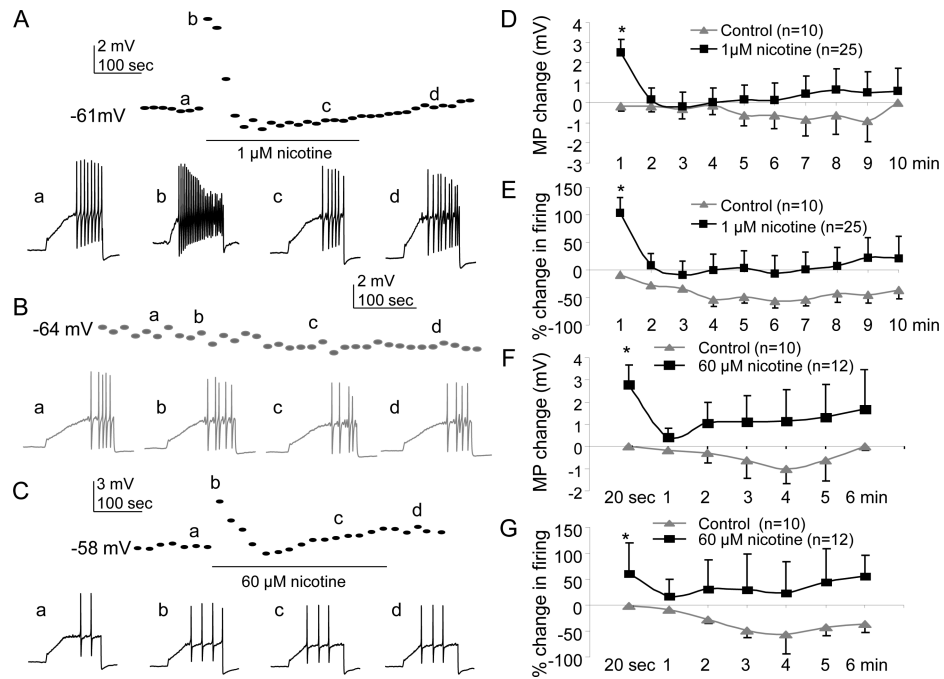 A
2 mV
100 sec
b
a
c
d
-61mV
1 µM nicotine
a
b
c
d
2 mV
100 sec
B
-64 mV
a
b
c
d
a
b
c
d
C
3 mV
100 sec
b
a
c
d
-58 mV
60 µM nicotine
a
b
c
d
D
MP change (mV)
4
3
2
1
0
-1
-2
-3
*
Control (n=10)
1µM nicotine (n=25)
1 2 3 4 5 6 7 8 9 10 min
E
% change in firing
150
100
50
0
-50
-100
*
Control (n=10)
1 µM nicotine (n=25)
1 2 3 4 5 6 7 8 9 10 min
F
MP change (mV)
4
3
2
1
0
-1
-2
*
Control (n=10)
60 µM nicotine (n=12)
20 sec 1 2 3 4 5 6 min
G
% change in firing
150
100
50
0
-50
-100
*
Control (n=10)
60 µM nicotine (n=12)
20 sec 1 2 3 4 5 6 min